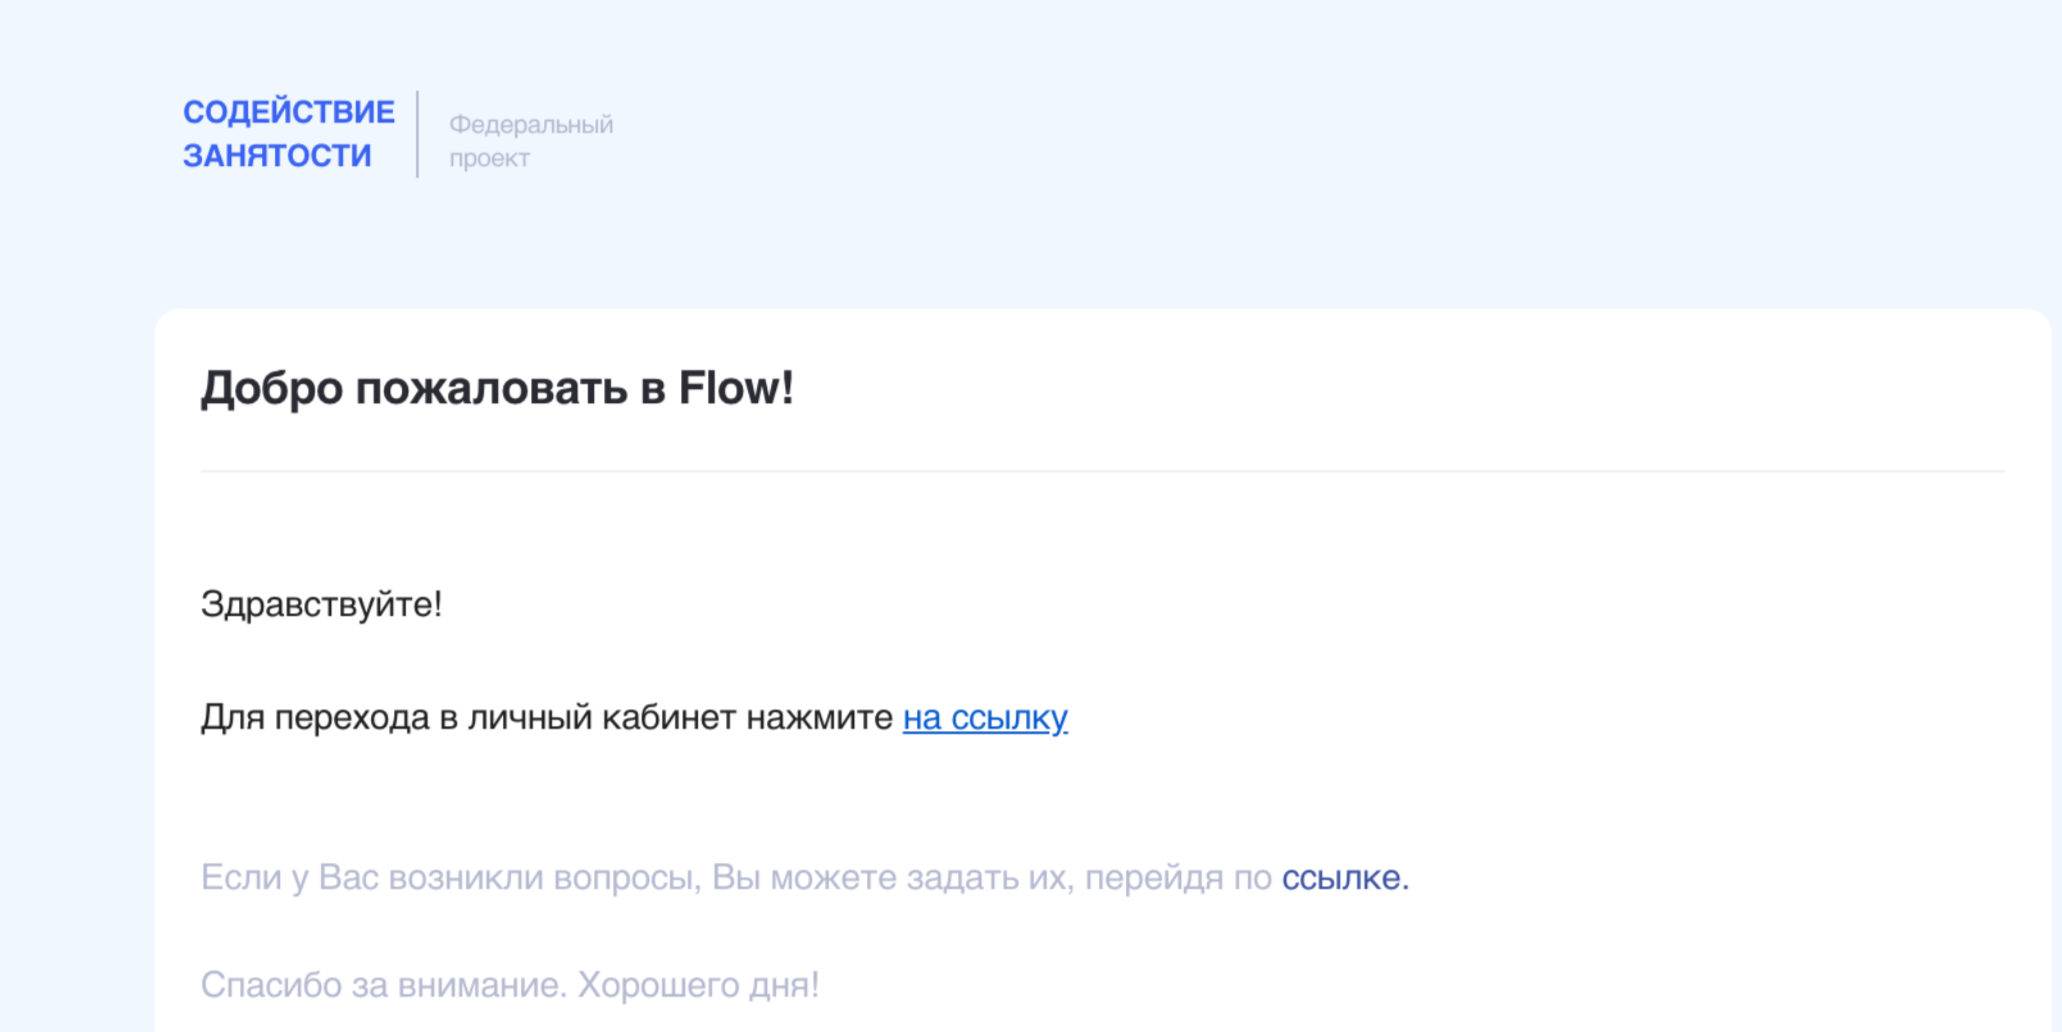 СОДЕЙСТВИЕ
ЗАНЯТОСТИ
Федеральный
проект
Добро пожаловать в Flow!
Здравствуйте!
Для перехода в личный кабинет нажмите на ссылку
Если у Вас возникли вопросы, Вы можете задать их, перейдя по ссылке.
Спасибо за внимание. Хорошего дня!